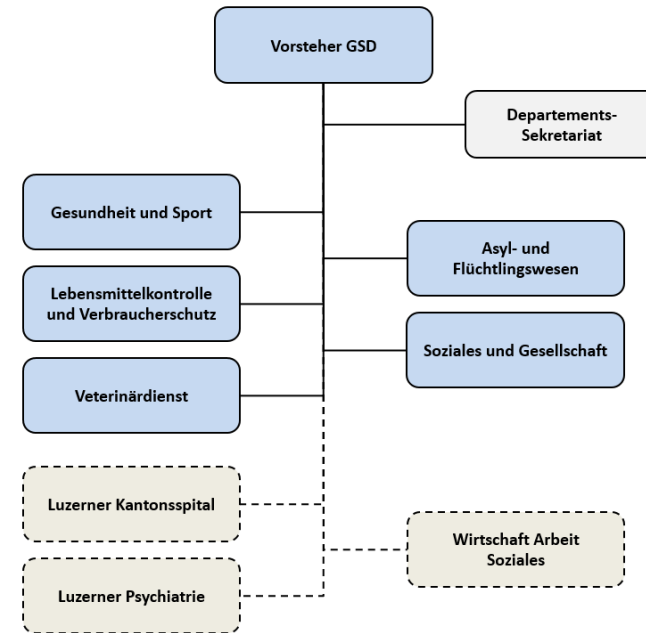 Vorsteher GSD
Departements-
Sekretariat
Gesundheit und Sport
Asyl- und
Flüchtlingswesen
Lebensmittelkontrolle
und Verbraucherschutz
Soziales und Gesellschaft
Veterinärdienst
Luzerner Kantonsspital
Wirtschaft Arbeit
Soziales
Luzerner Psychiatrie